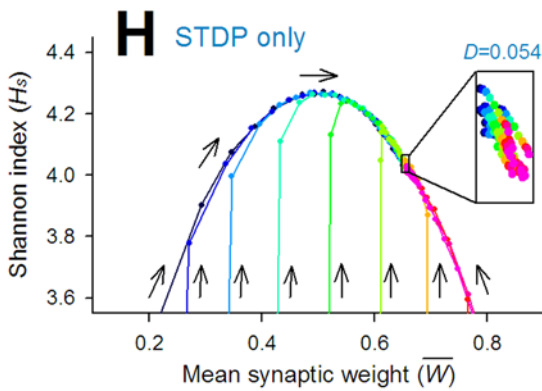 H STDP only
D=0.054
Shannon index (Hs)
4.4
4.2
4.0
3.8
3.6
0.2 0.4 0.6 0.8
Mean synaptic weight (W)